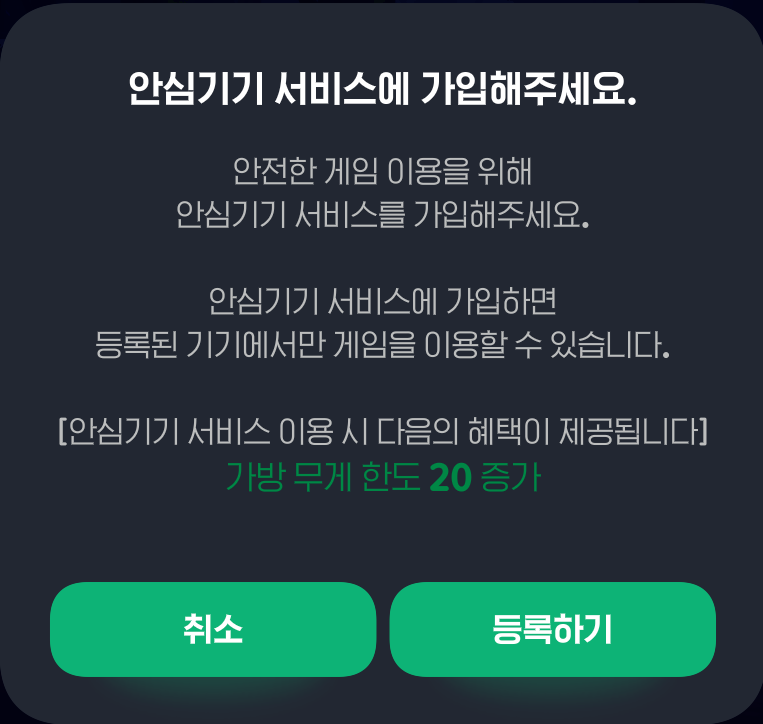 안심기기 서비스에 가입해주세요.
안전한 게임 이용을 위해
안심기기 서비스를 가입해주세요.
안심기기 서비스에 가입하면
등록된 기기에서만 게임을 이용할 수 있습니다.
[안심기기 서비스 이용 시 다음의 혜택이 제공됩니다]
가방 무게 한도 20 증가
취소
등록하기